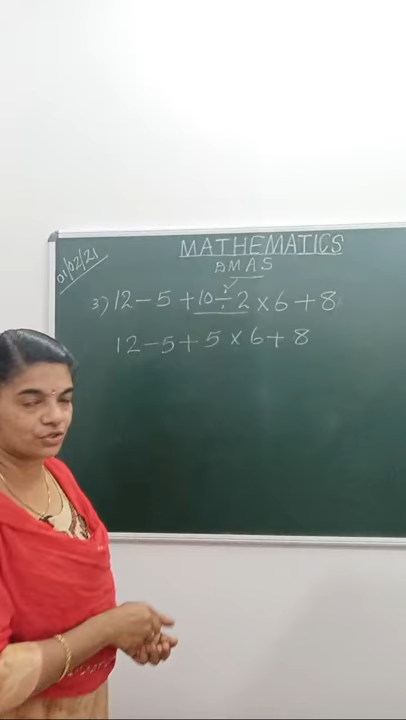 01/02/21
MATHEMATICS
DMAS
3) 12 - 5 + 10 ÷ 2 × 6 + 8
12 - 5 + 5 × 6 + 8